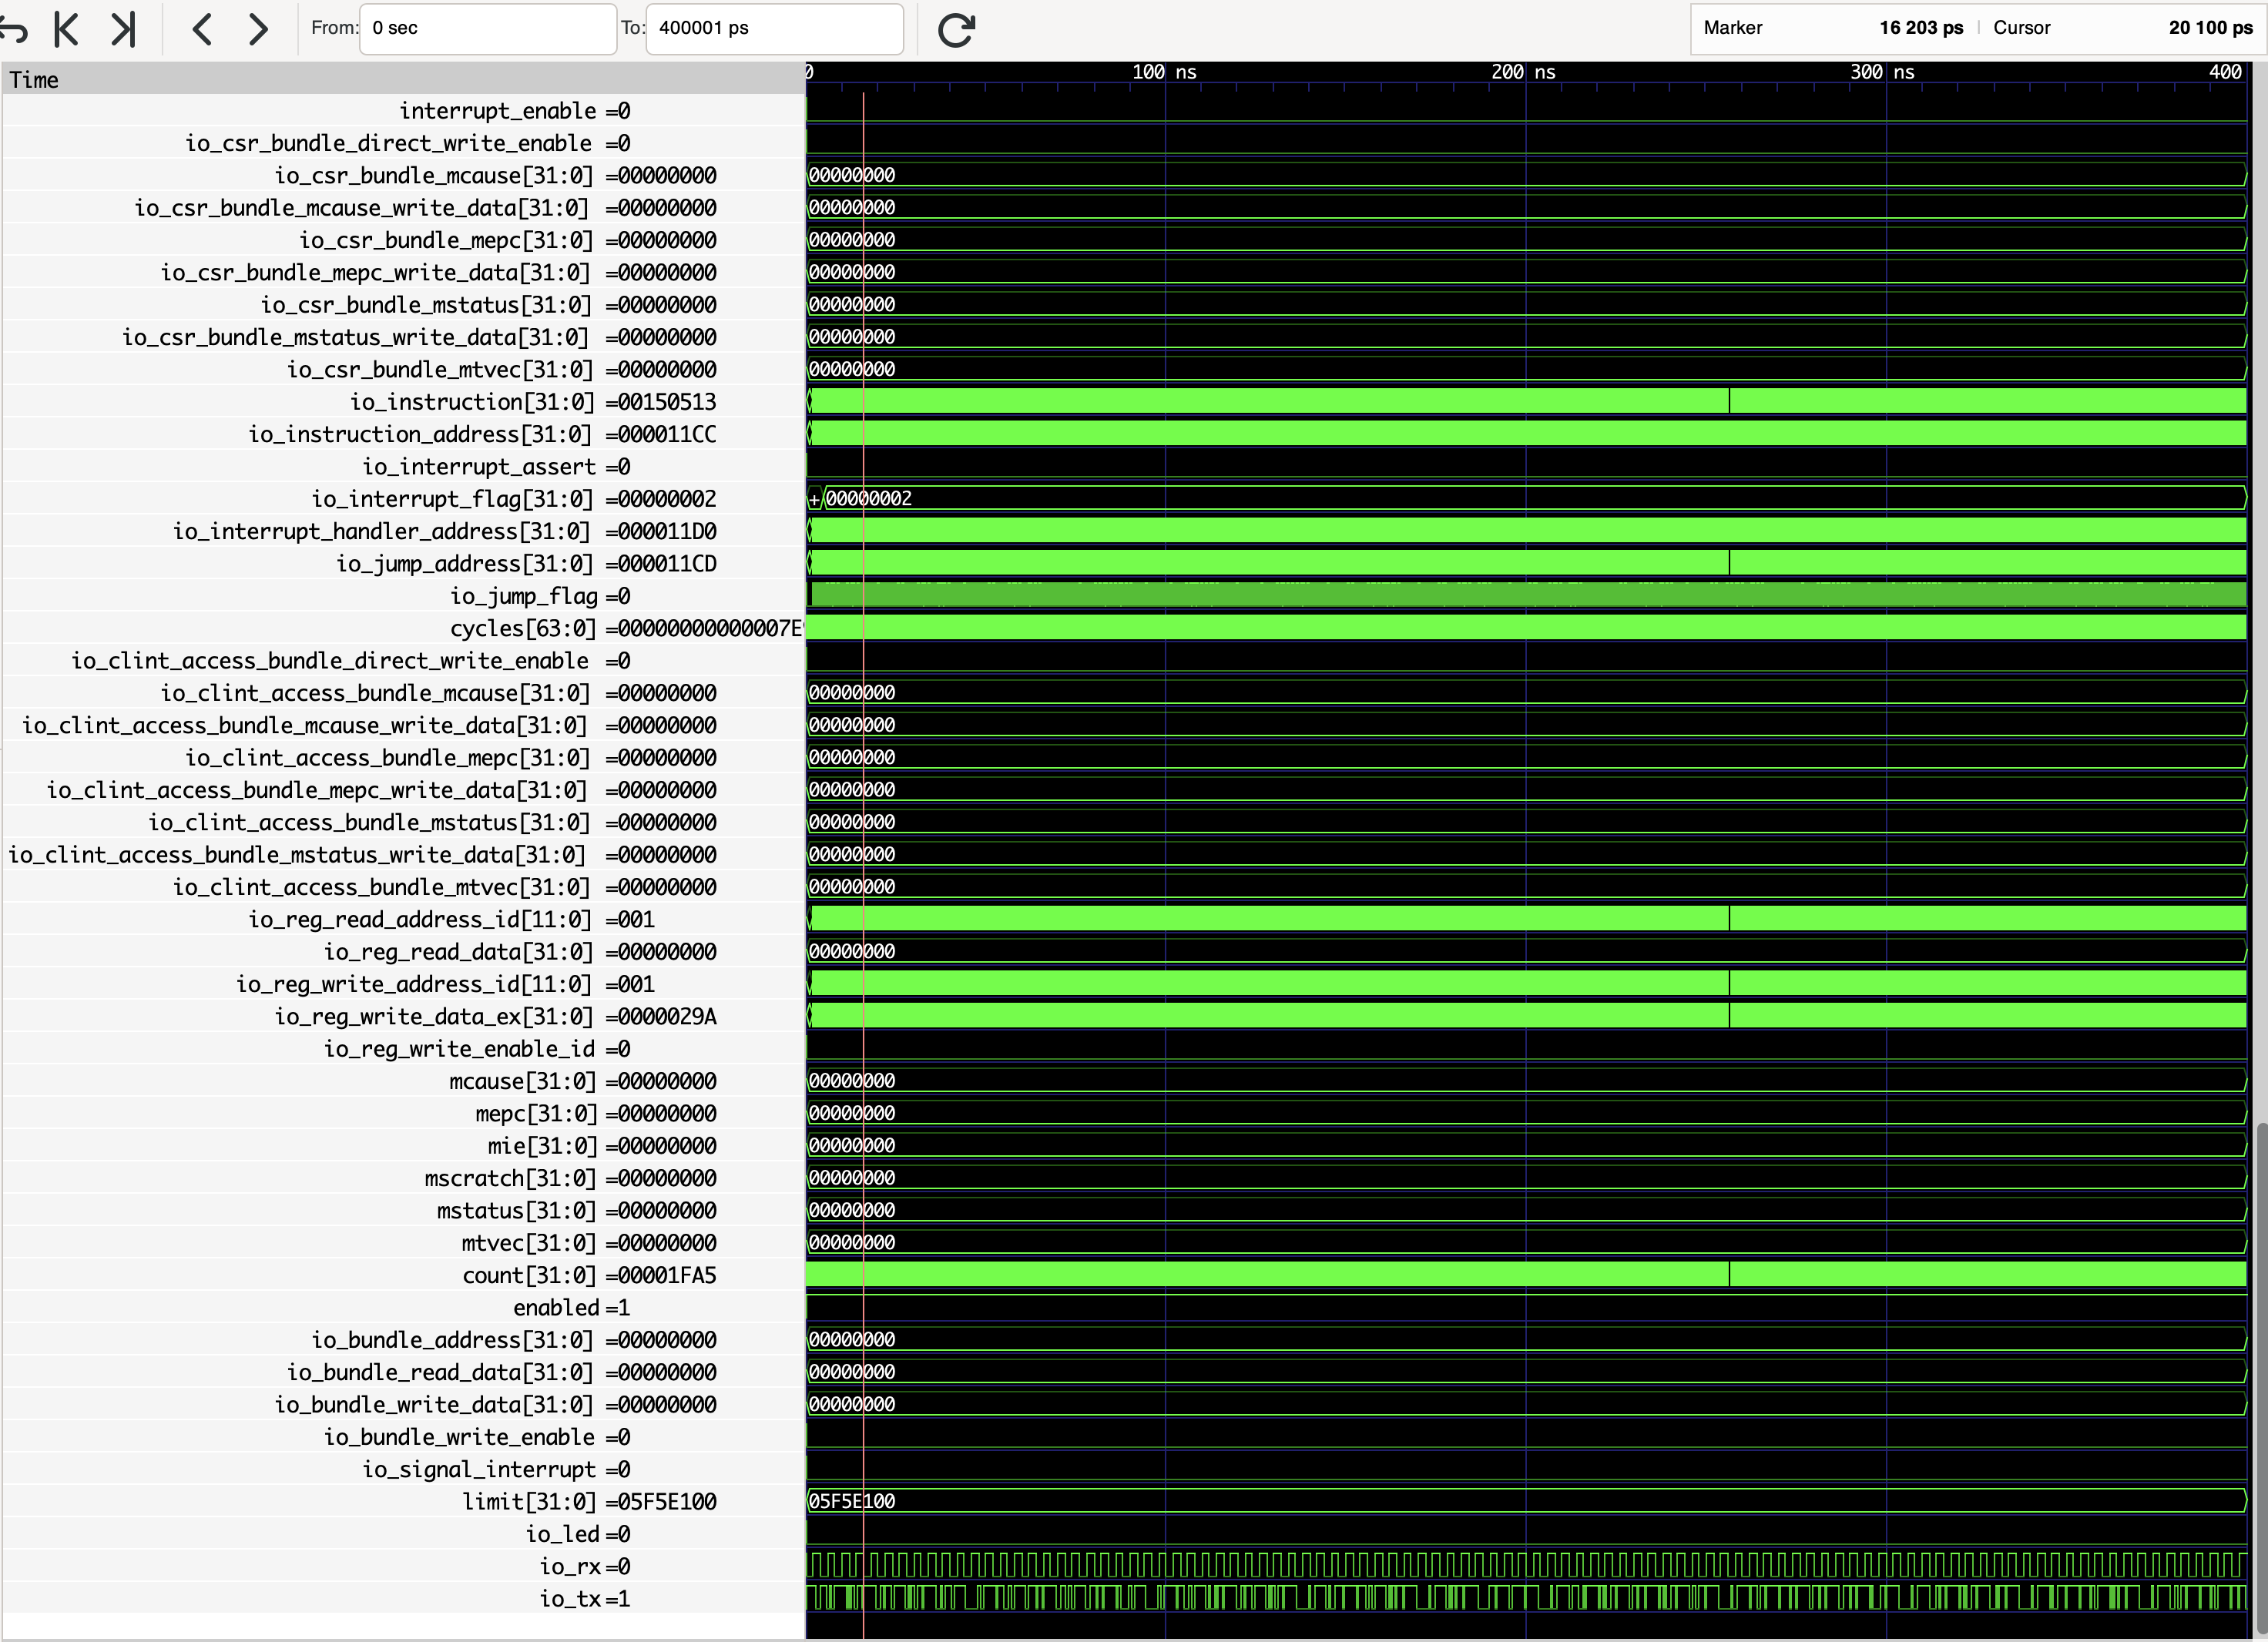 From: 0 sec To: 400001 ps Marker 16 203 ps | Cursor 20 100 ps
Time 0 100 ns 200 ns 300 ns 400
interrupt_enable =0
io_csr_bundle_direct_write_enable =0
io_csr_bundle_mcause[31:0] =00000000 00000000
io_csr_bundle_mcause_write_data[31:0] =00000000 00000000
io_csr_bundle_mepc[31:0] =00000000 00000000
io_csr_bundle_mepc_write_data[31:0] =00000000 00000000
io_csr_bundle_mstatus[31:0] =00000000 00000000
io_csr_bundle_mstatus_write_data[31:0] =00000000 00000000
io_csr_bundle_mtvec[31:0] =00000000 00000000
io_instruction[31:0] =00150513
io_instruction_address[31:0] =000011CC
io_interrupt_assert =0
io_interrupt_flag[31:0] =00000002 + 00000002
io_interrupt_handler_address[31:0] =000011D0
io_jump_address[31:0] =000011CD
io_jump_flag =0
cycles[63:0] =00000000000007E
io_clint_access_bundle_direct_write_enable =0
io_clint_access_bundle_mcause[31:0] =00000000 00000000
io_clint_access_bundle_mcause_write_data[31:0] =00000000 00000000
io_clint_access_bundle_mepc[31:0] =00000000 00000000
io_clint_access_bundle_mepc_write_data[31:0] =00000000 00000000
io_clint_access_bundle_mstatus[31:0] =00000000 00000000
io_clint_access_bundle_mstatus_write_data[31:0] =00000000 00000000
io_clint_access_bundle_mtvec[31:0] =00000000 00000000
io_reg_read_address_id[11:0] =001
io_reg_read_data[31:0] =00000000 00000000
io_reg_write_address_id[11:0] =001
io_reg_write_data_ex[31:0] =0000029A
io_reg_write_enable_id =0
mcause[31:0] =00000000 00000000
mepc[31:0] =00000000 00000000
mie[31:0] =00000000 00000000
mscratch[31:0] =00000000 00000000
mstatus[31:0] =00000000 00000000
mtvec[31:0] =00000000 00000000
count[31:0] =00001FA5
enabled =1
io_bundle_address[31:0] =00000000 00000000
io_bundle_read_data[31:0] =00000000 00000000
io_bundle_write_data[31:0] =00000000 00000000
io_bundle_write_enable =0
io_signal_interrupt =0
limit[31:0] =05F5E100 05F5E100
io_led =0
io_rx =0
io_tx =1